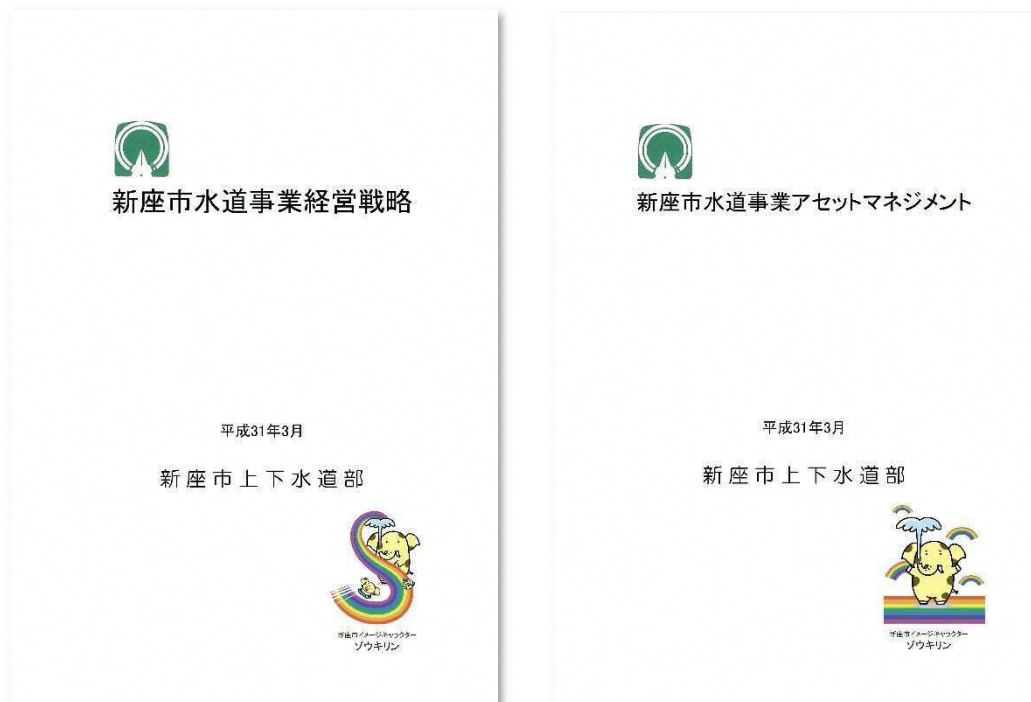 新座市水道事業経営戦略
平成31年3月
新座市上下水道部
新座市イメージキャラクター
ゾウキリン
新座市水道事業アセットマネジメント
平成31年3月
新座市上下水道部
新座市イメージキャラクター
ゾウキリン